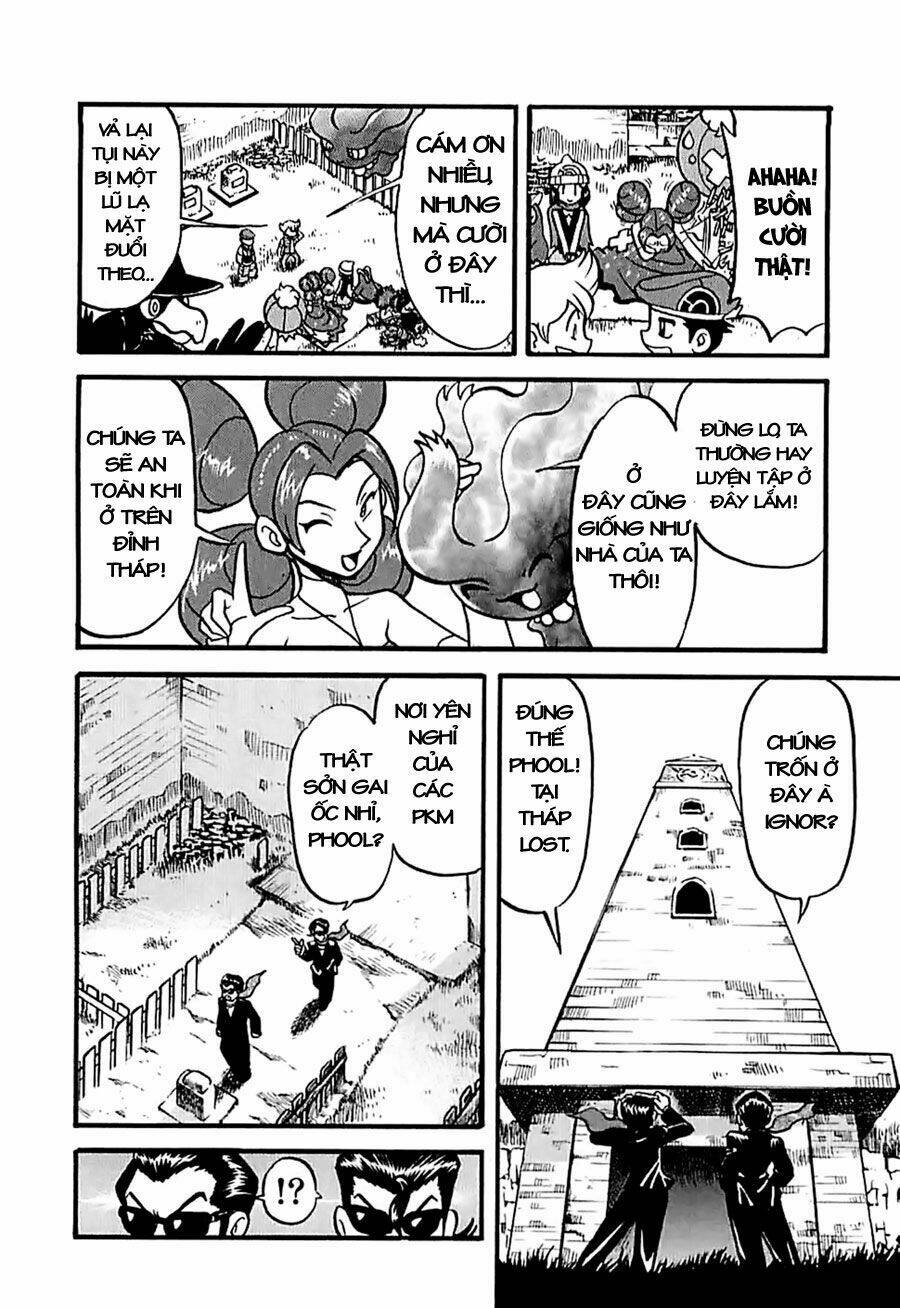 AHAHA!
BUỒN
CƯỜI
THẬT!
CÁM ƠN
NHIỀU,
NHƯNG
MÀ CƯỜI
Ở ĐÂY
THÌ...
VẢ LẠI
TỤI NÀY
BỊ MỘT
LŨ LẠ
MẶT
ĐUỔI
THEO...
ĐỪNG LO, TA
THƯỜNG HAY
LUYỆN TẬP Ở
ĐÂY LẮM!
Ở
ĐÂY CŨNG
GIỐNG NHƯ
NHÀ CỦA TA
THÔI!
CHÚNG TA
SẼ AN
TOÀN KHI
Ở TRÊN
ĐỈNH
THÁP!
CHÚNG
TRỐN Ở
ĐÂY À
IGNOR?
ĐÚNG
THẾ
PHOOL!
TẠI
THÁP
LOST.
NƠI YÊN
NGHỈ
CỦA
CÁC
PKM
THẬT
SỞN GAI
ỐC NHỈ,
PHOOL?
!?